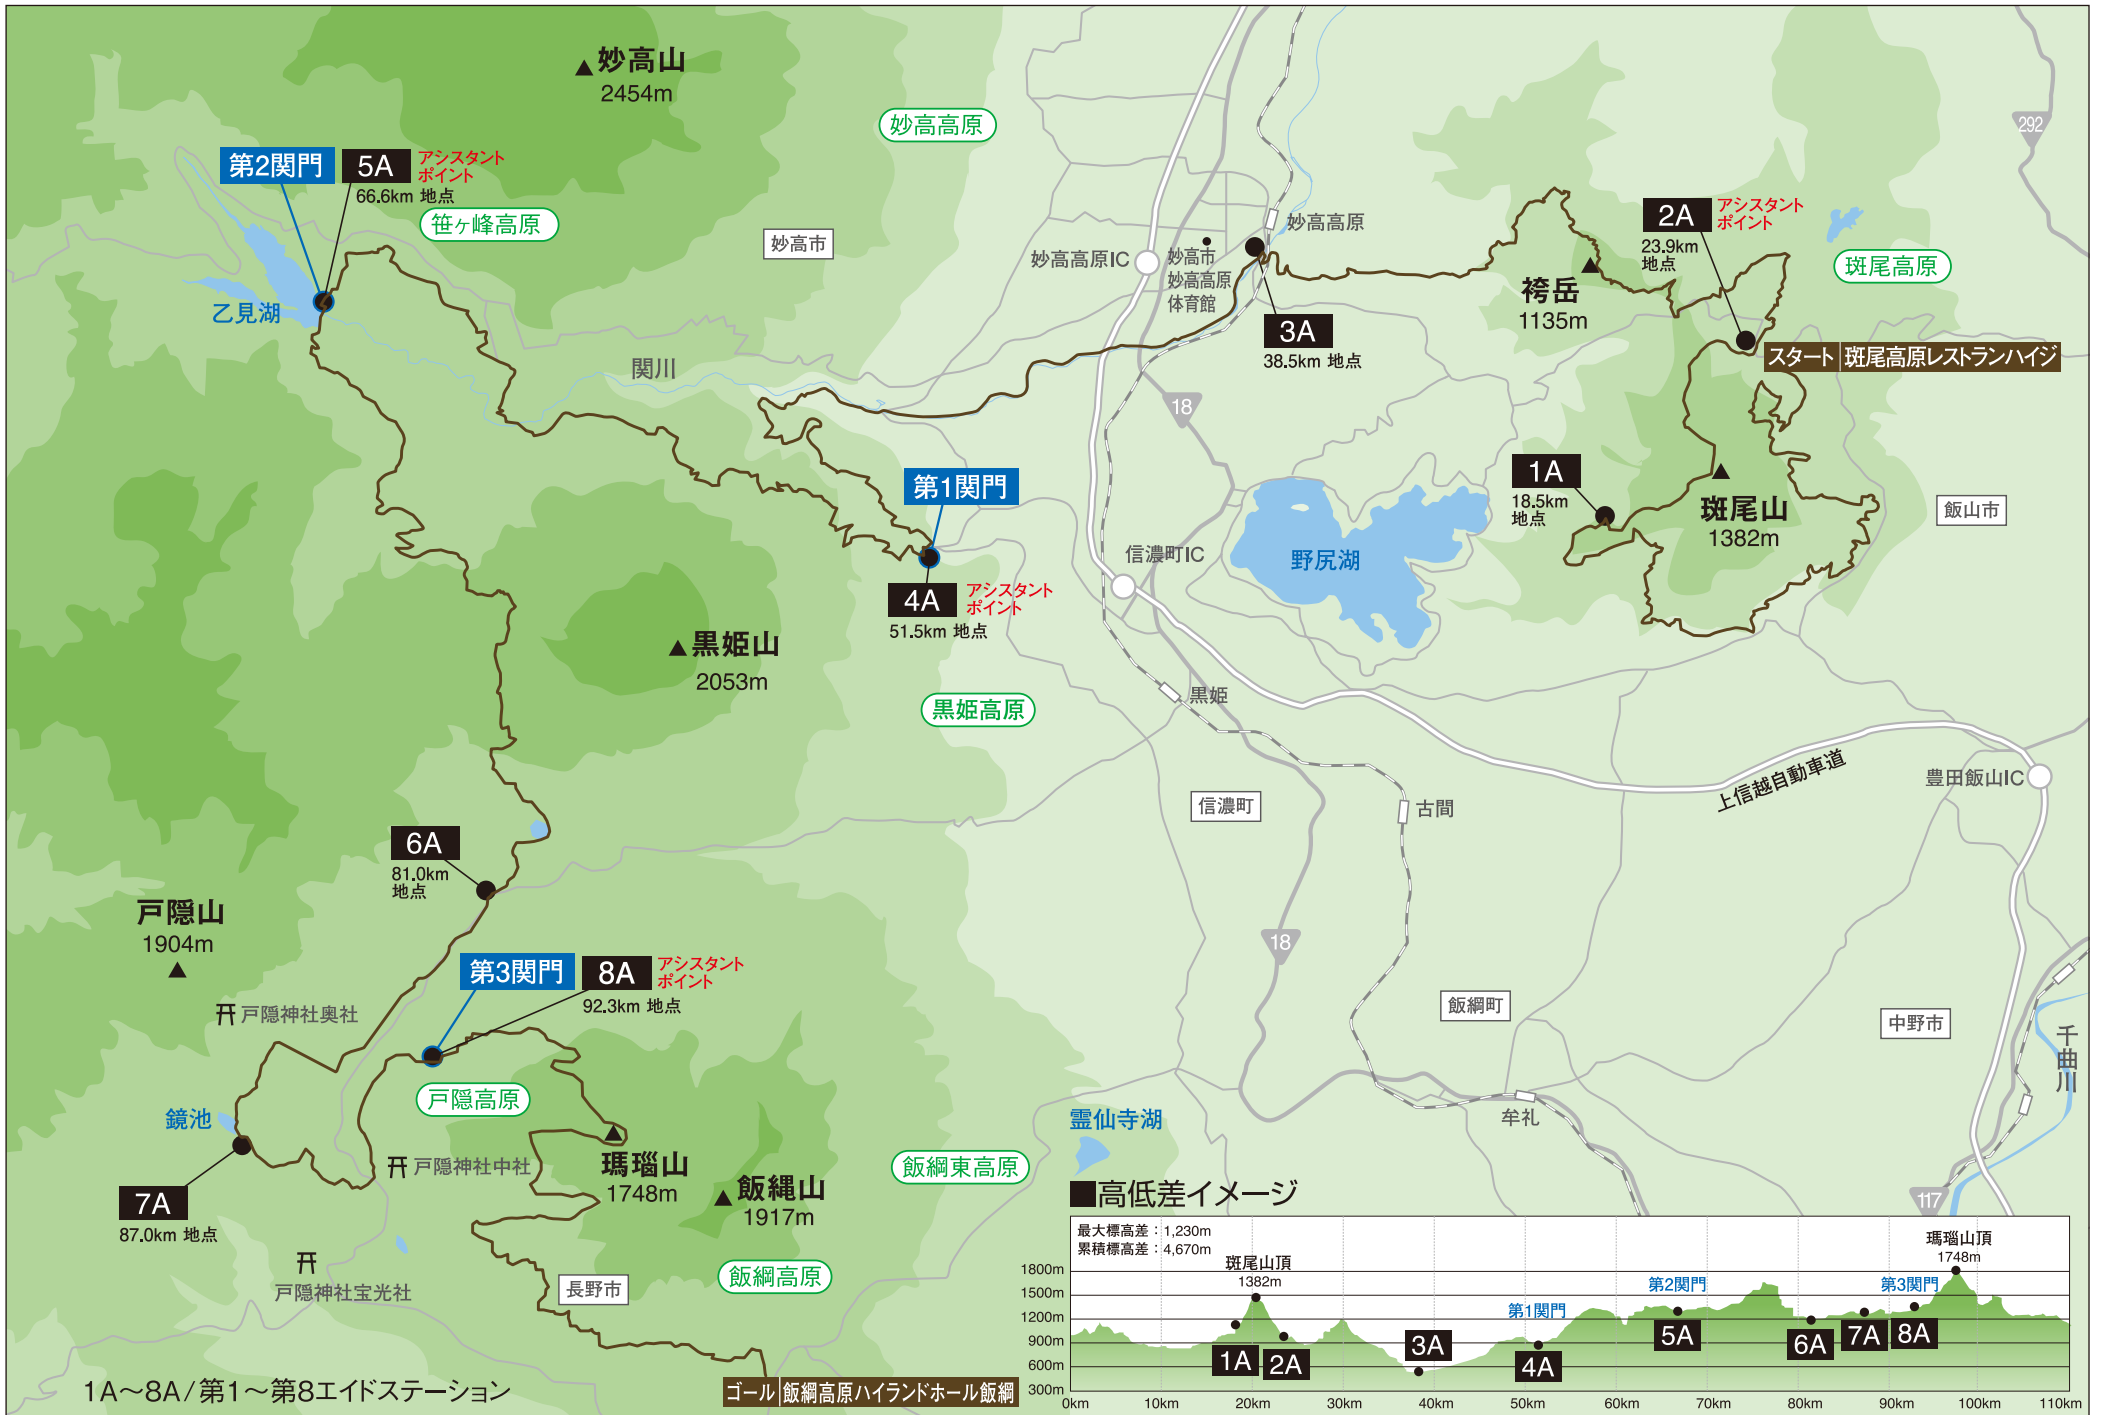 妙高山
2454m
妙高高原
292
第2関門
5A
アシスタント
ポイント
66.6km 地点
笹ヶ峰高原
妙高市
妙高高原IC
妙高市
妙高高原
体育館
妙高高原
2A
アシスタント
ポイント
23.9km
地点
斑尾高原
袴岳
1135m
乙見湖
関川
3A
38.5km 地点
スタート 斑尾高原レストランハイジ
18
第1関門
1A
18.5km
地点
斑尾山
1382m
飯山市
信濃町IC
野尻湖
4A
アシスタント
ポイント
51.5km 地点
黒姫山
2053m
黒姫高原
黒姫
上信越自動車道
豊田飯山IC
信濃町
古間
6A
81.0km
地点
戸隠山
1904m
18
第3関門
8A
アシスタント
ポイント
92.3km 地点
戸隠神社奥社
飯綱町
中野市
千曲川
戸隠高原
鏡池
霊仙寺湖
牟礼
戸隠神社中社
瑪瑙山
1748m
飯縄山
1917m
飯綱東高原
7A
87.0km 地点
117
戸隠神社宝光社
長野市
飯綱高原
1A～8A/第1～第8エイドステーション
ゴール 飯綱高原ハイランドホール飯綱
■高低差イメージ
最大標高差：1,230m
累積標高差：4,670m
斑尾山頂
1382m
瑪瑙山頂
1748m
第1関門
第2関門
第3関門
1800m
1500m
1200m
900m
600m
300m
1A
2A
3A
4A
5A
6A
7A
8A
0km
10km
20km
30km
40km
50km
60km
70km
80km
90km
100km
110km